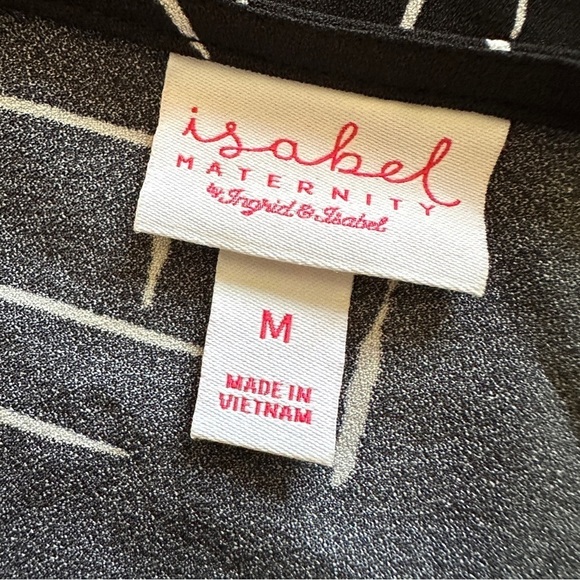 isabel
MATERNITY
by Ingrid & Isabel
M
MADE IN
VIETNAM